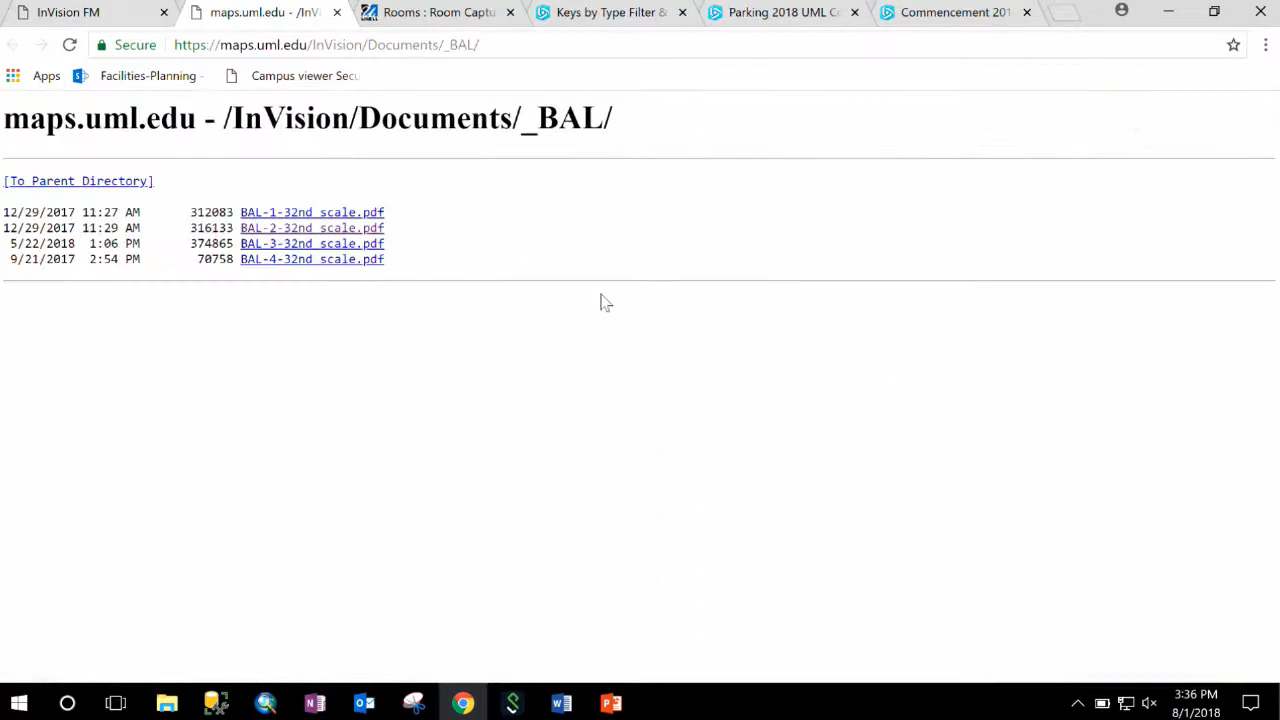 InVision FM
maps.uml.edu - /InVi
Rooms : Room Captu
Keys by Type Filter &
Parking 2018 UML Co
Commencement 201
Secure https://maps.uml.edu/InVision/Documents/_BAL/
Apps Facilities-Planning - Campus viewer Secu
maps.uml.edu - /InVision/Documents/_BAL/
[To Parent Directory]
12/29/2017 11:27 AM 312083 BAL-1-32nd scale.pdf
12/29/2017 11:29 AM 316133 BAL-2-32nd scale.pdf
5/22/2018 1:06 PM 374865 BAL-3-32nd scale.pdf
9/21/2017 2:54 PM 70758 BAL-4-32nd scale.pdf
3:36 PM
8/1/2018